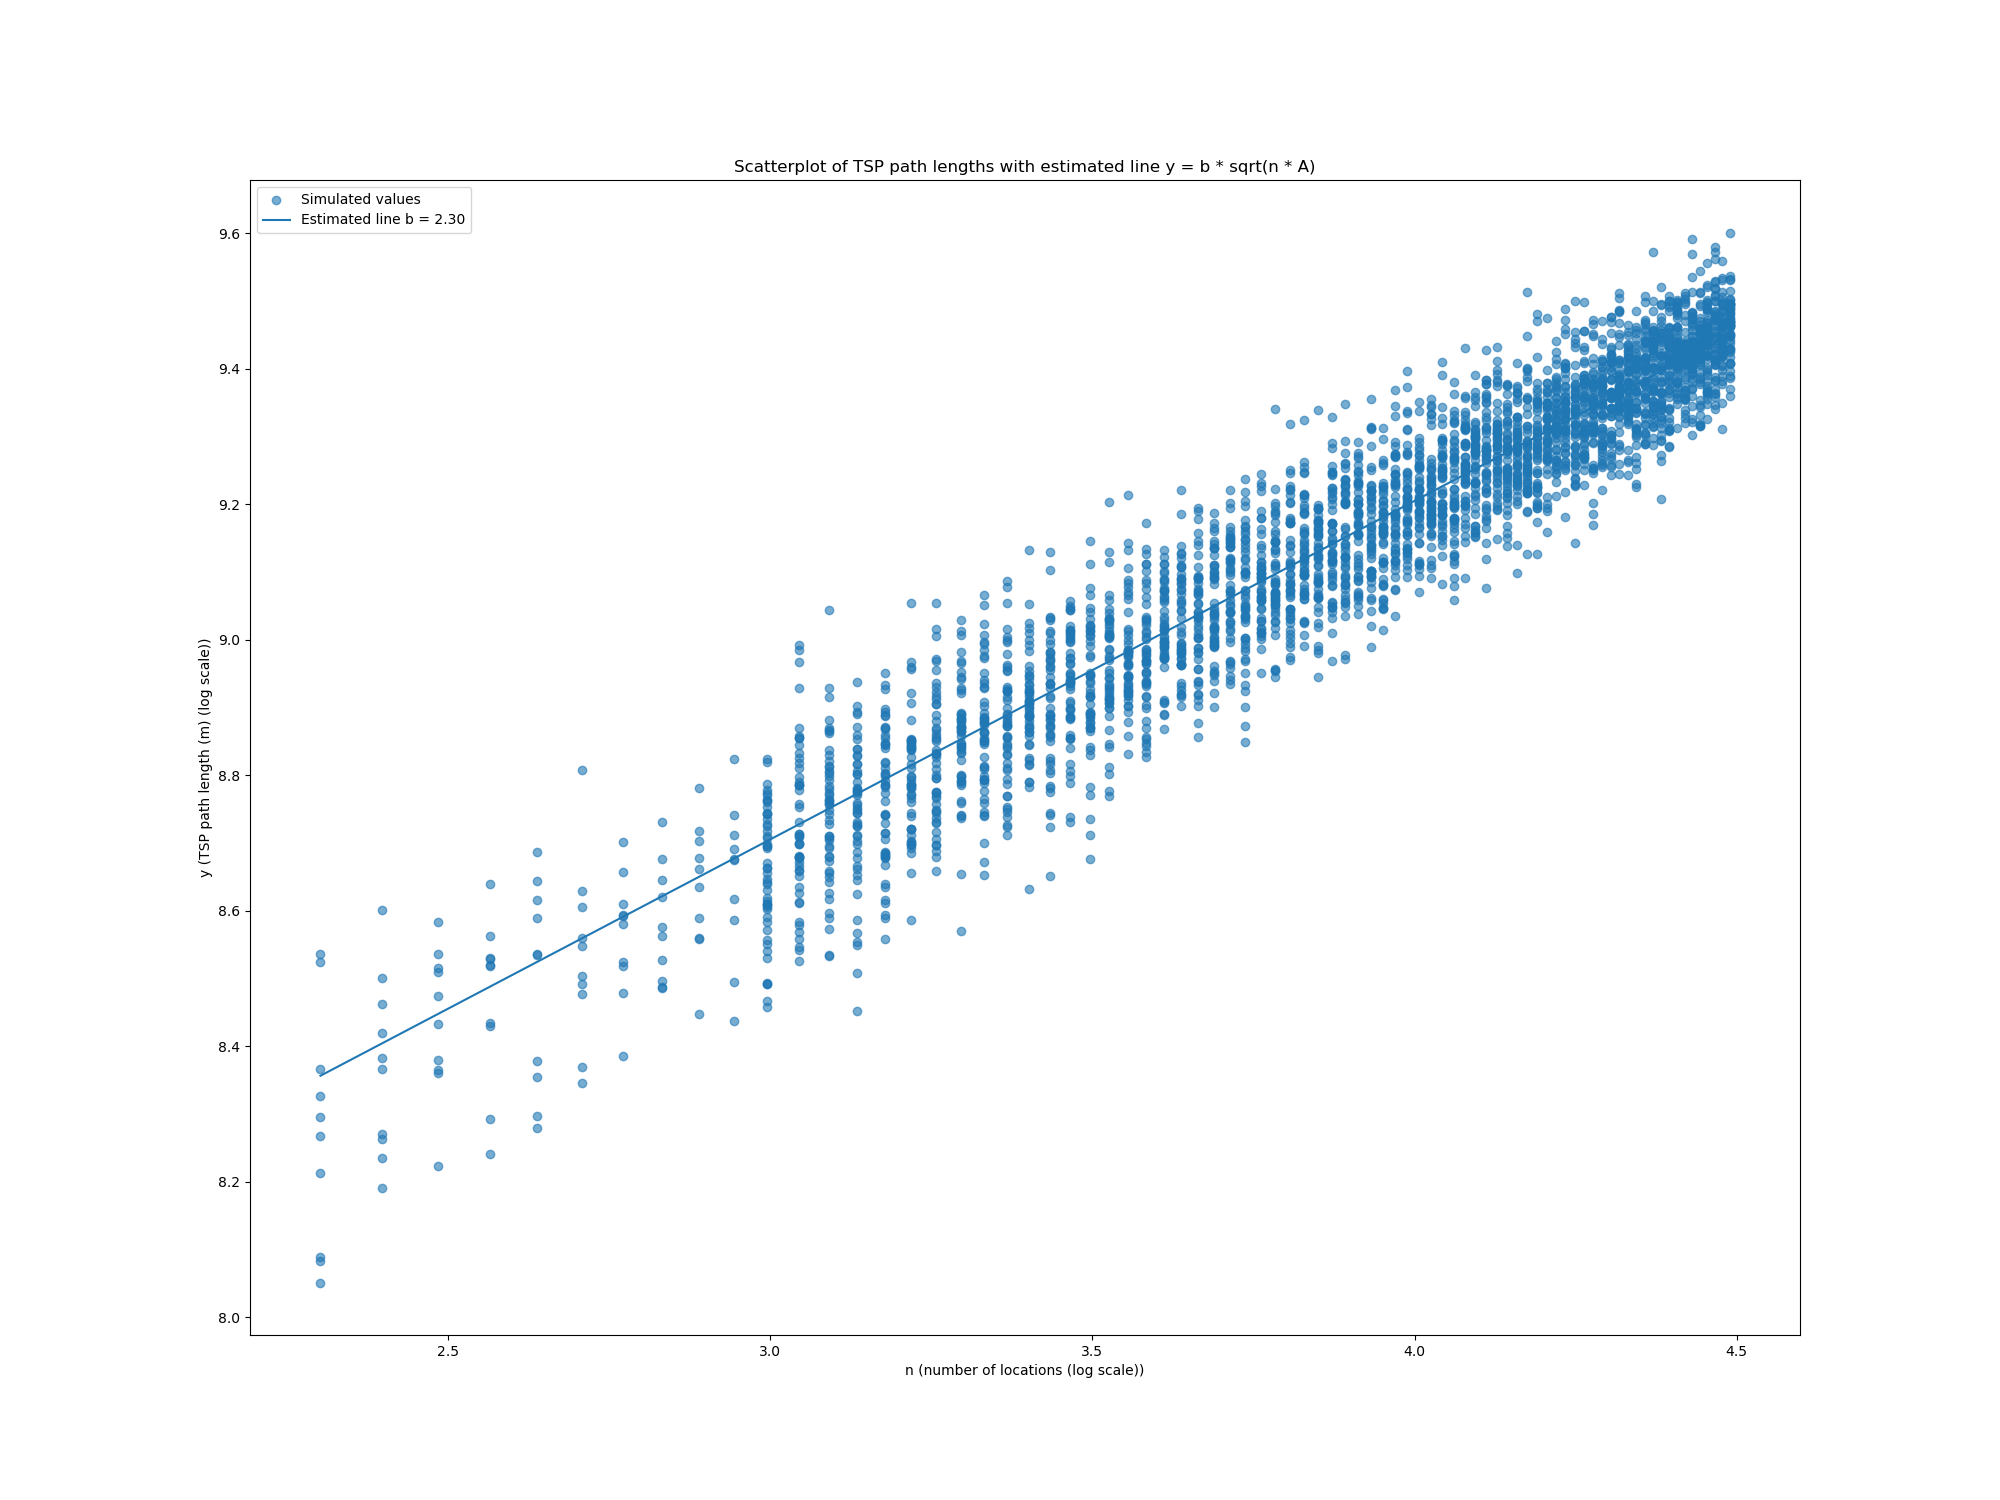 Scatterplot of TSP path lengths with estimated line y = b * sqrt(n * A)
Simulated values
Estimated line b = 2.30
9.6
9.4
9.2
9.0
8.8
8.6
8.4
8.2
8.0
y (TSP path length (m) (log scale))
2.5
3.0
3.5
4.0
4.5
n (number of locations (log scale))